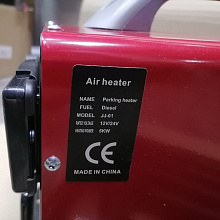 Air heater
NAME Parking heater
FUEL Diesel
MODEL JJ-01
12V/24V
5KW
CE
MADE IN CHINA